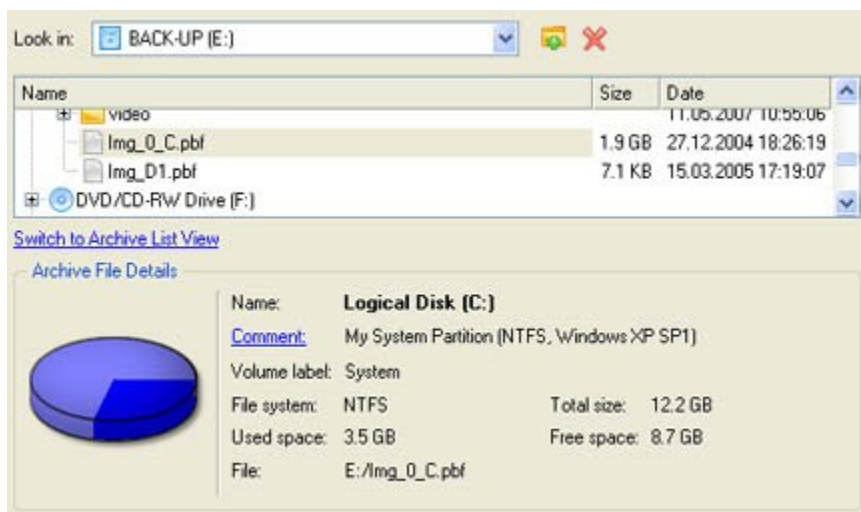 Look in: BACK-UP (E:)
Name Size Date
video 11.05.2007 10:55:06
Img_0_C.pbf 1.9 GB 27.12.2004 18:26:19
Img_D1.pbf 7.1 KB 15.03.2005 17:19:07
DVD/CD-RW Drive (F:)
Switch to Archive List View
Archive File Details
Name: Logical Disk (C:)
Comment: My System Partition (NTFS, Windows XP SP1)
Volume label: System
File system: NTFS Total size: 12.2 GB
Used space: 3.5 GB Free space: 8.7 GB
File: E:/Img_0_C.pbf